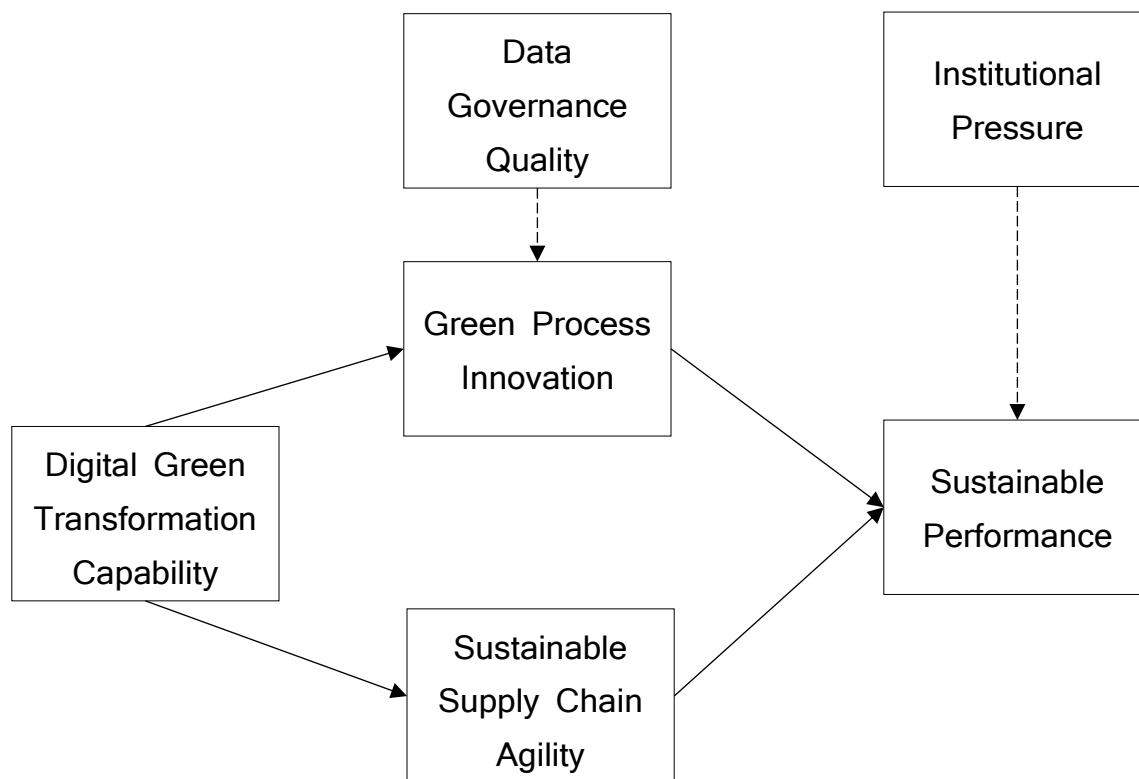 Data
Governance
Quality
Institutional
Pressure
Green Process
Innovation
Digital Green
Transformation
Capability
Sustainable
Performance
Sustainable
Supply Chain
Agility